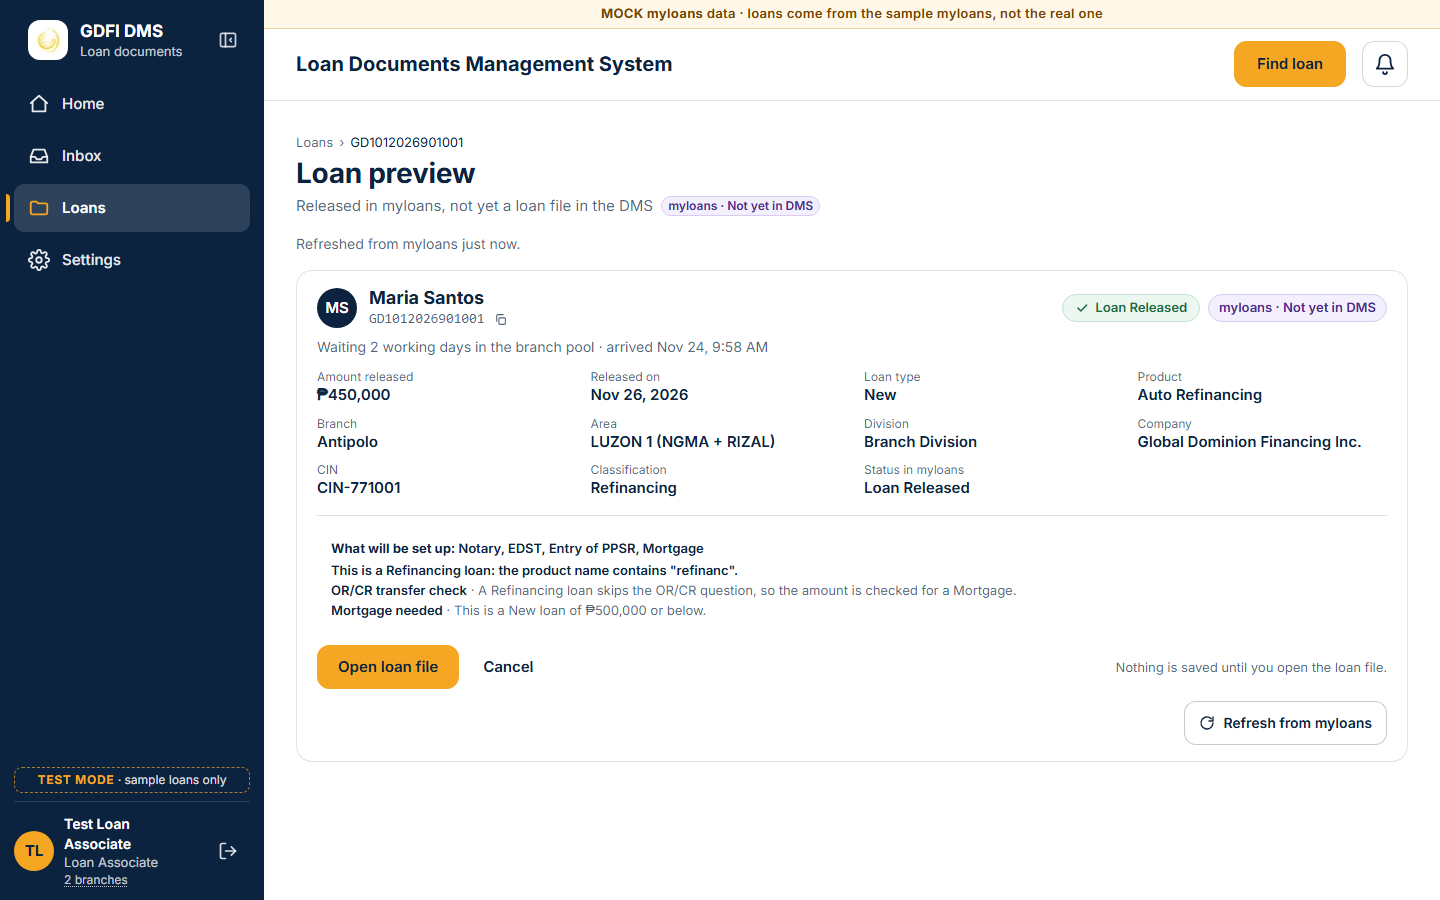 GDFI DMS
Loan documents
Home
Inbox
Loans
Settings
TEST MODE · sample loans only
TL
Test Loan
Associate
Loan Associate
2 branches
MOCK myloans data · loans come from the sample myloans, not the real one
Loan Documents Management System
Find loan
Loans › GD1012026901001
Loan preview
Released in myloans, not yet a loan file in the DMS myloans · Not yet in DMS
Refreshed from myloans just now.
MS
Maria Santos
GD1012026901001
Loan Released
myloans · Not yet in DMS
Waiting 2 working days in the branch pool · arrived Nov 24, 9:58 AM
Amount released
₱450,000
Released on
Nov 26, 2026
Loan type
New
Product
Auto Refinancing
Branch
Antipolo
Area
LUZON 1 (NGMA + RIZAL)
Division
Branch Division
Company
Global Dominion Financing Inc.
CIN
CIN-771001
Classification
Refinancing
Status in myloans
Loan Released
What will be set up: Notary, EDST, Entry of PPSR, Mortgage
This is a Refinancing loan: the product name contains "refinanc".
OR/CR transfer check · A Refinancing loan skips the OR/CR question, so the amount is checked for a Mortgage.
Mortgage needed · This is a New loan of ₱500,000 or below.
Open loan file
Cancel
Nothing is saved until you open the loan file.
Refresh from myloans